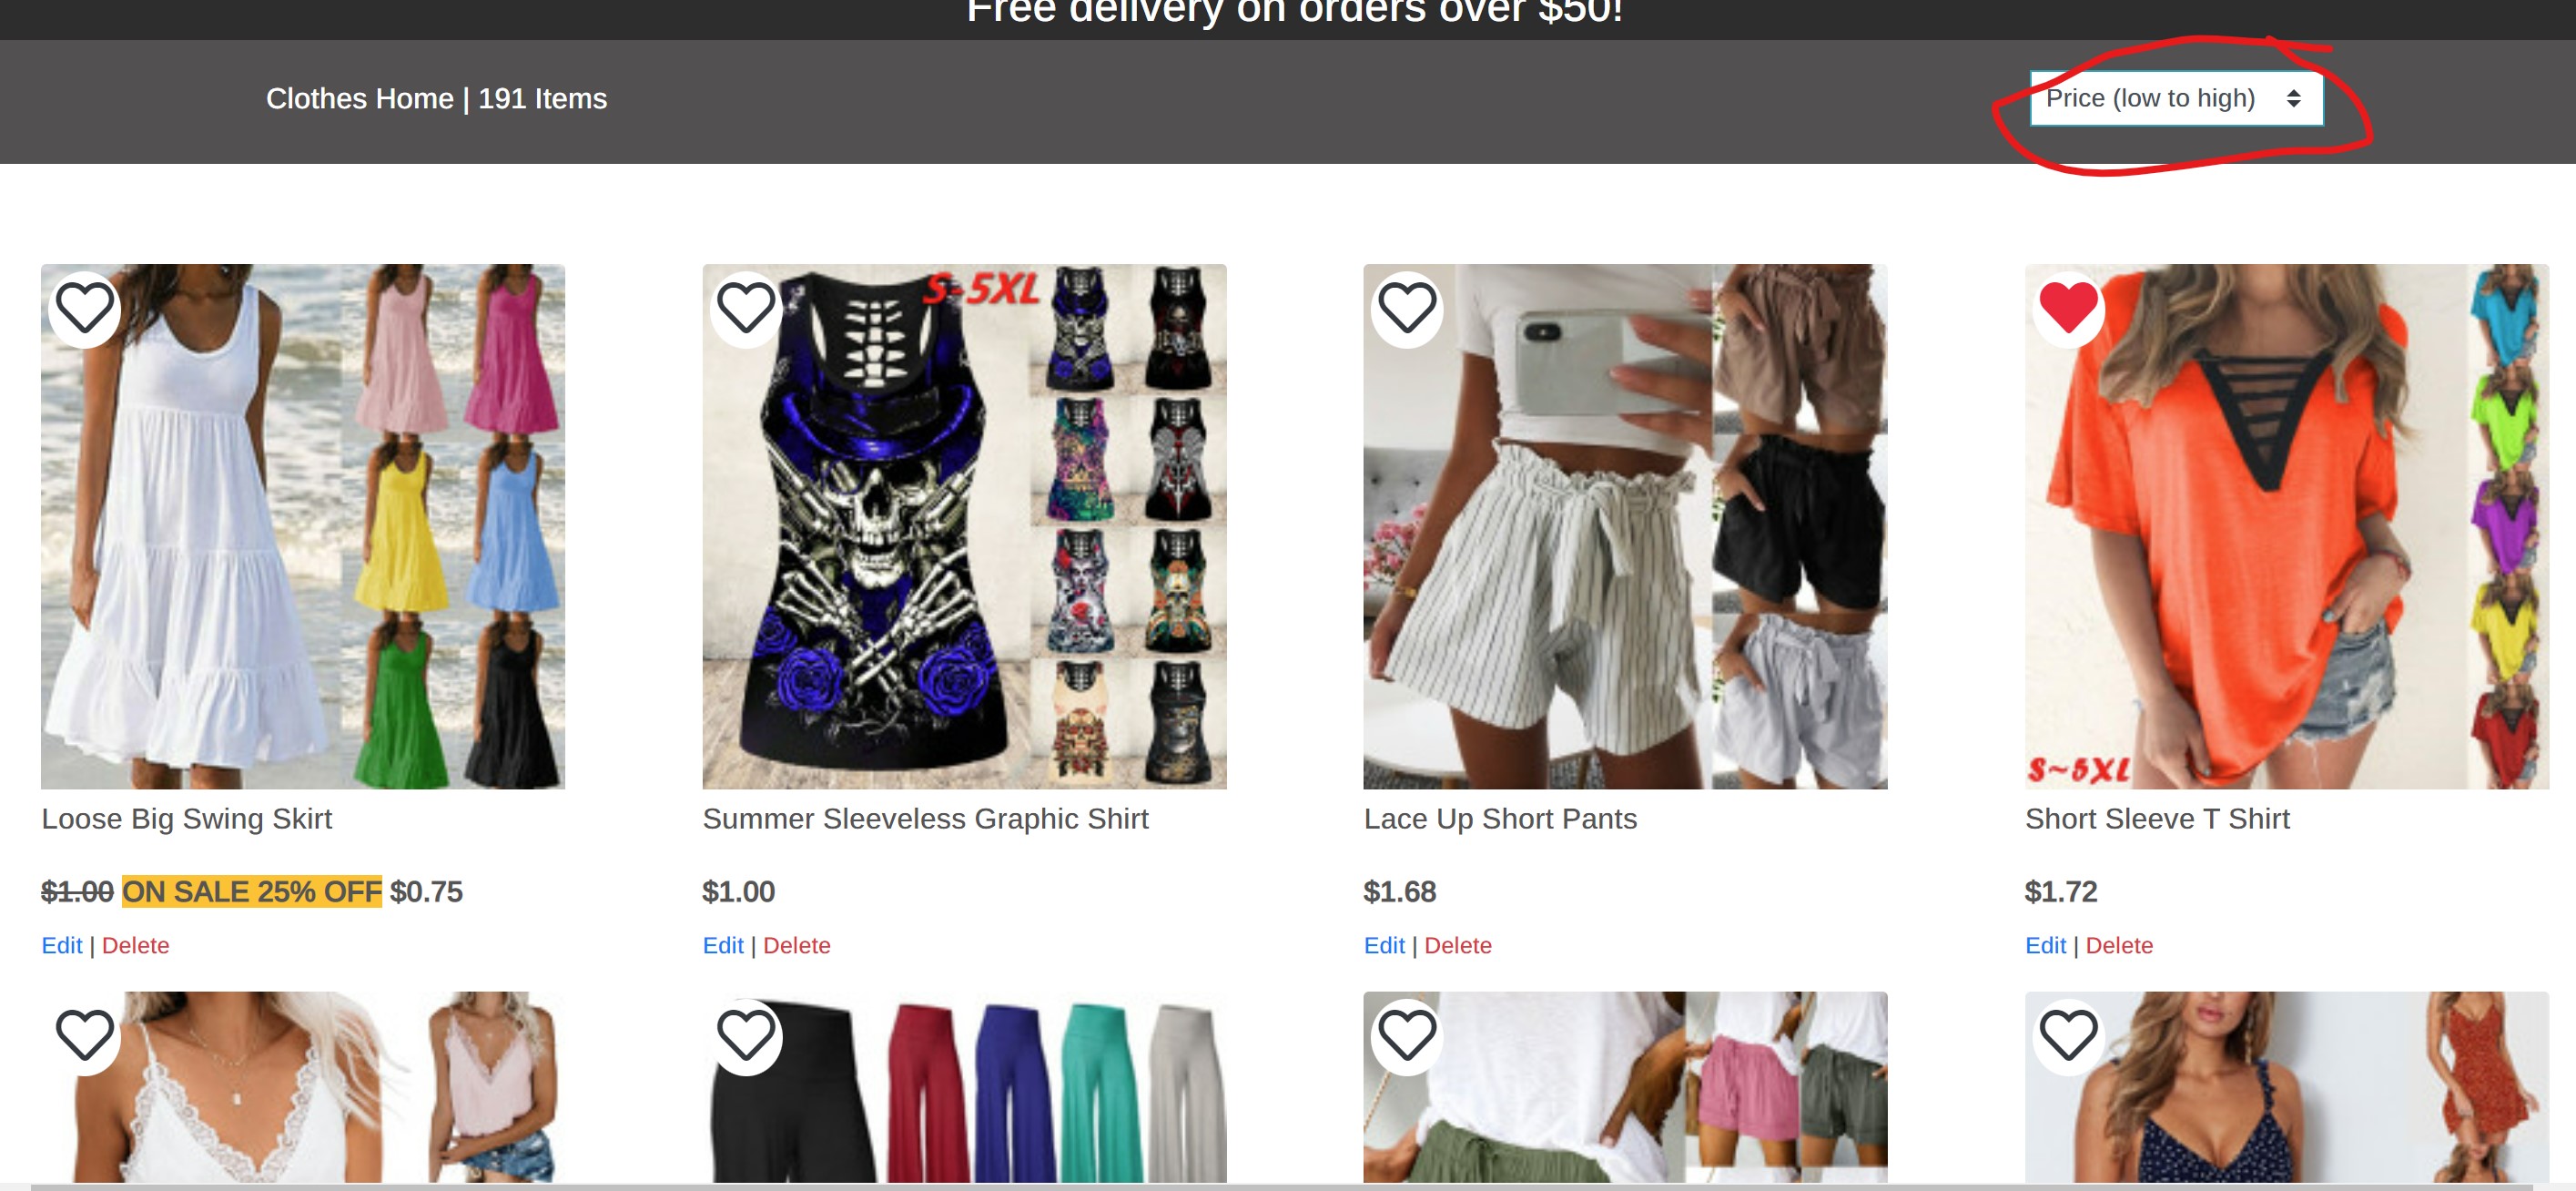 Free delivery on orders over $50!
Clothes Home | 191 Items
Price (low to high)
S-5XL
S~5XL
Loose Big Swing Skirt
Summer Sleeveless Graphic Shirt
Lace Up Short Pants
Short Sleeve T Shirt
$1.00 ON SALE 25% OFF $0.75
$1.00
$1.68
$1.72
Edit | Delete
Edit | Delete
Edit | Delete
Edit | Delete